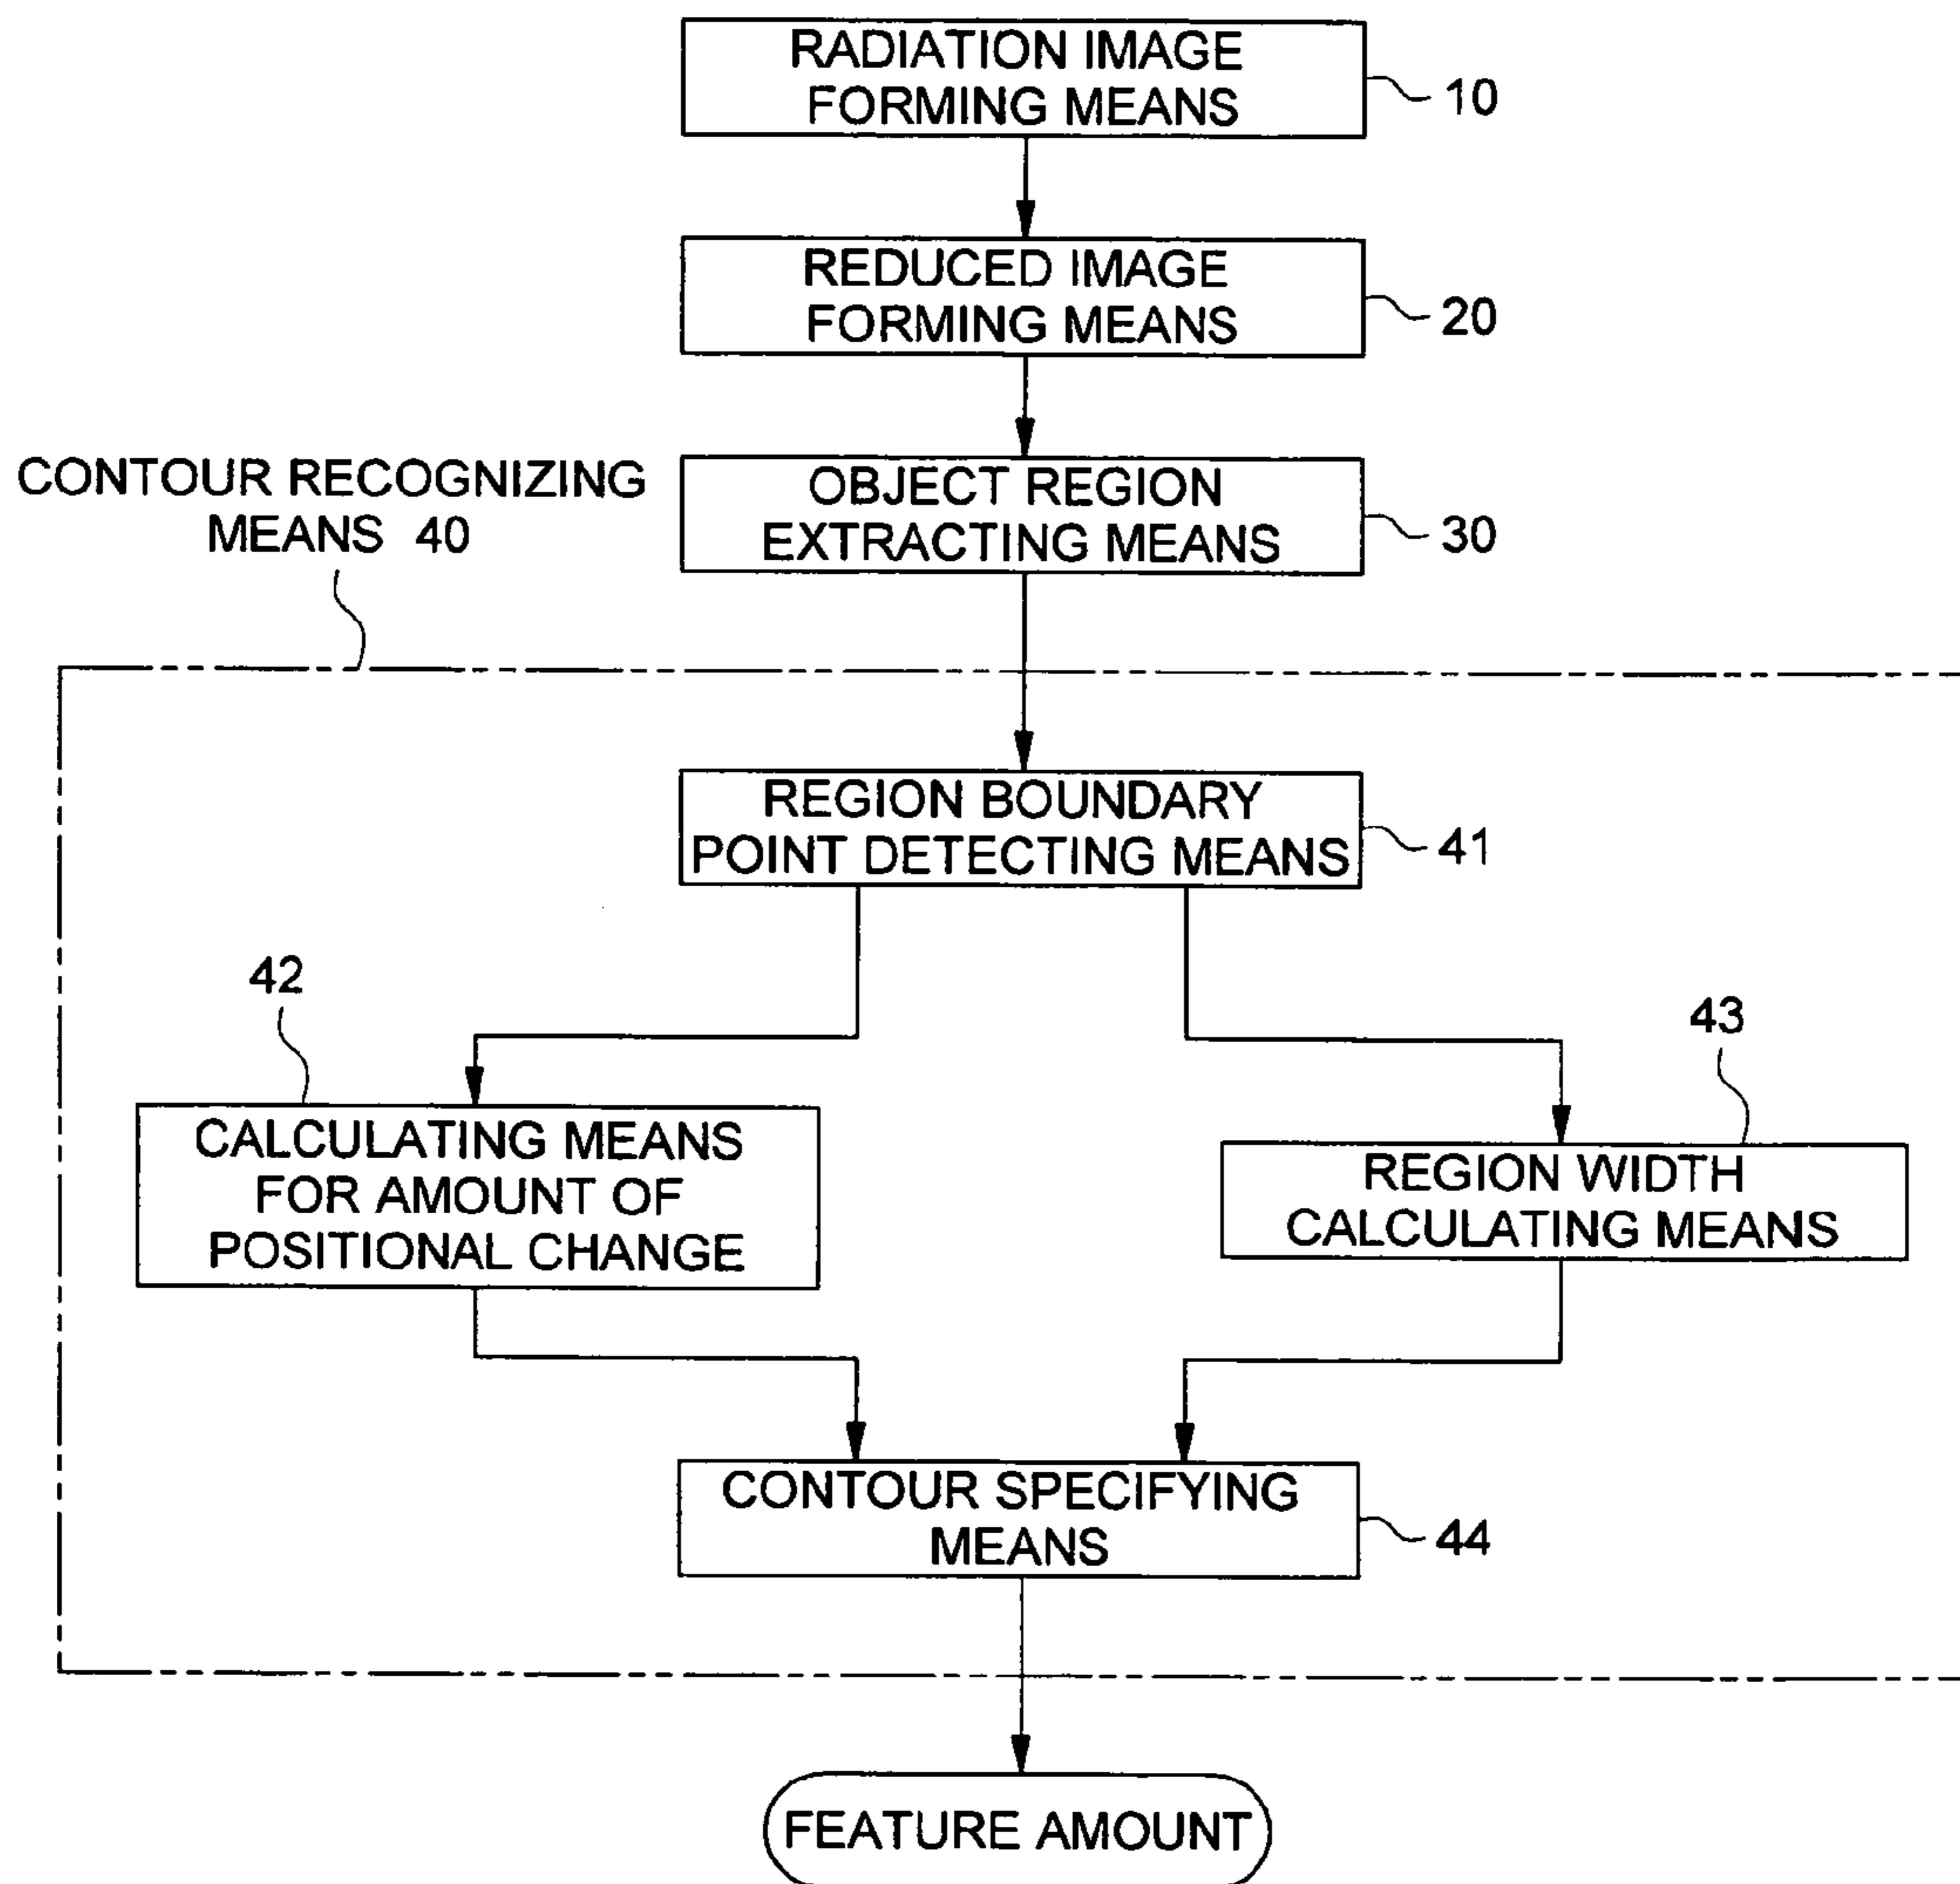 RADIATION IMAGE
FORMING MEANS
10
REDUCED IMAGE
FORMING MEANS
20
CONTOUR RECOGNIZING
MEANS 40
OBJECT REGION
EXTRACTING MEANS
30
REGION BOUNDARY
POINT DETECTING MEANS
41
42
43
CALCULATING MEANS
FOR AMOUNT OF
POSITIONAL CHANGE
REGION WIDTH
CALCULATING MEANS
CONTOUR SPECIFYING
MEANS
44
FEATURE AMOUNT